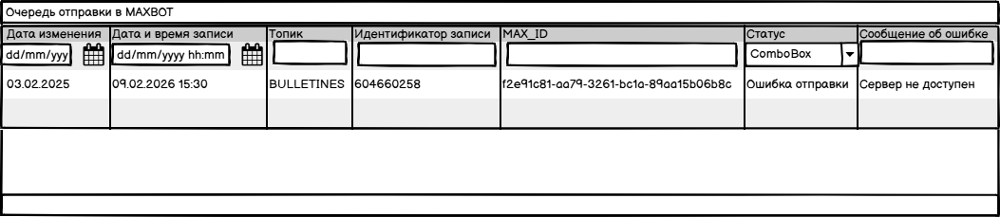 Очередь отправки в MAXBOT
Дата изменения Дата и время записи Топик Идентификатор записи MAX_ID Статус Сообщение об ошибке
dd/mm/yyy dd/mm/yyyy hh:mm ComboBox
03.02.2025 09.02.2026 15:30 BULLETINES 604660258 f2e91c81-aa79-3261-bc1a-89aa15b06b8c Ошибка отправки Сервер не доступен